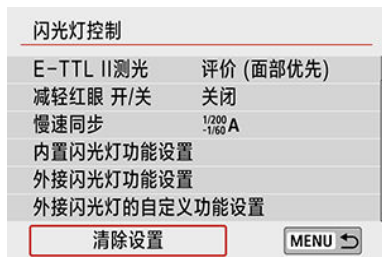 闪光灯控制
E-TTL II测光 评价 (面部优先)
减轻红眼 开/关 关闭
慢速同步 1/200-1/60 A
内置闪光灯功能设置
外接闪光灯功能设置
外接闪光灯的自定义功能设置
清除设置 MENU